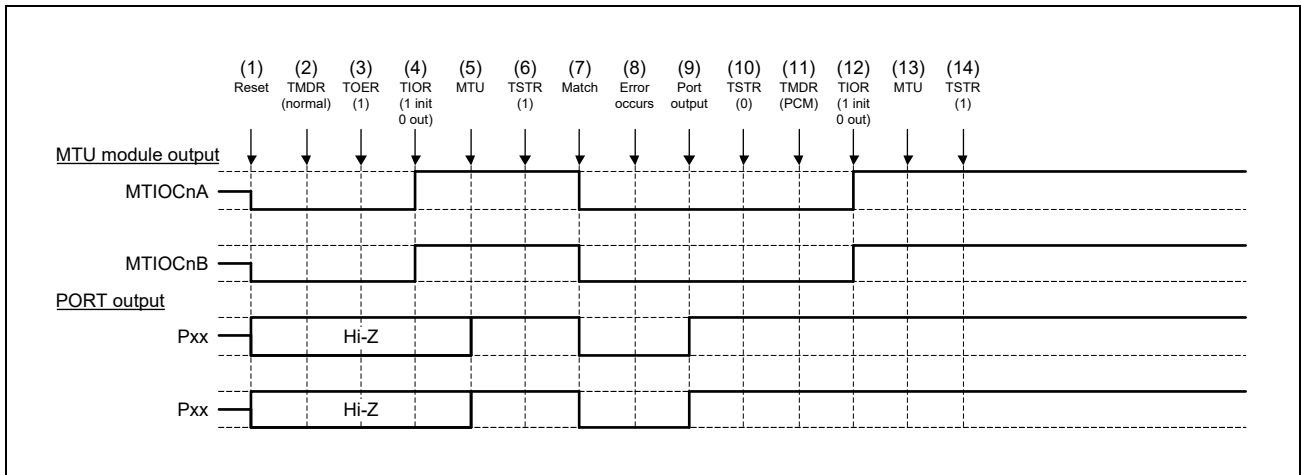 (1) (2) (3) (4) (5) (6) (7) (8) (9) (10) (11) (12) (13) (14)
Reset TMDR TOER TIOR MTU TSTR Match Error Port TSTR TMDR TIOR MTU TSTR
(normal) (1) (1 init (1) occurs output (0) (PCM) (1 init (1)
0 out) 0 out)
MTU module output
MTIOCnA
MTIOCnB
PORT output
Pxx Hi-Z
Pxx Hi-Z